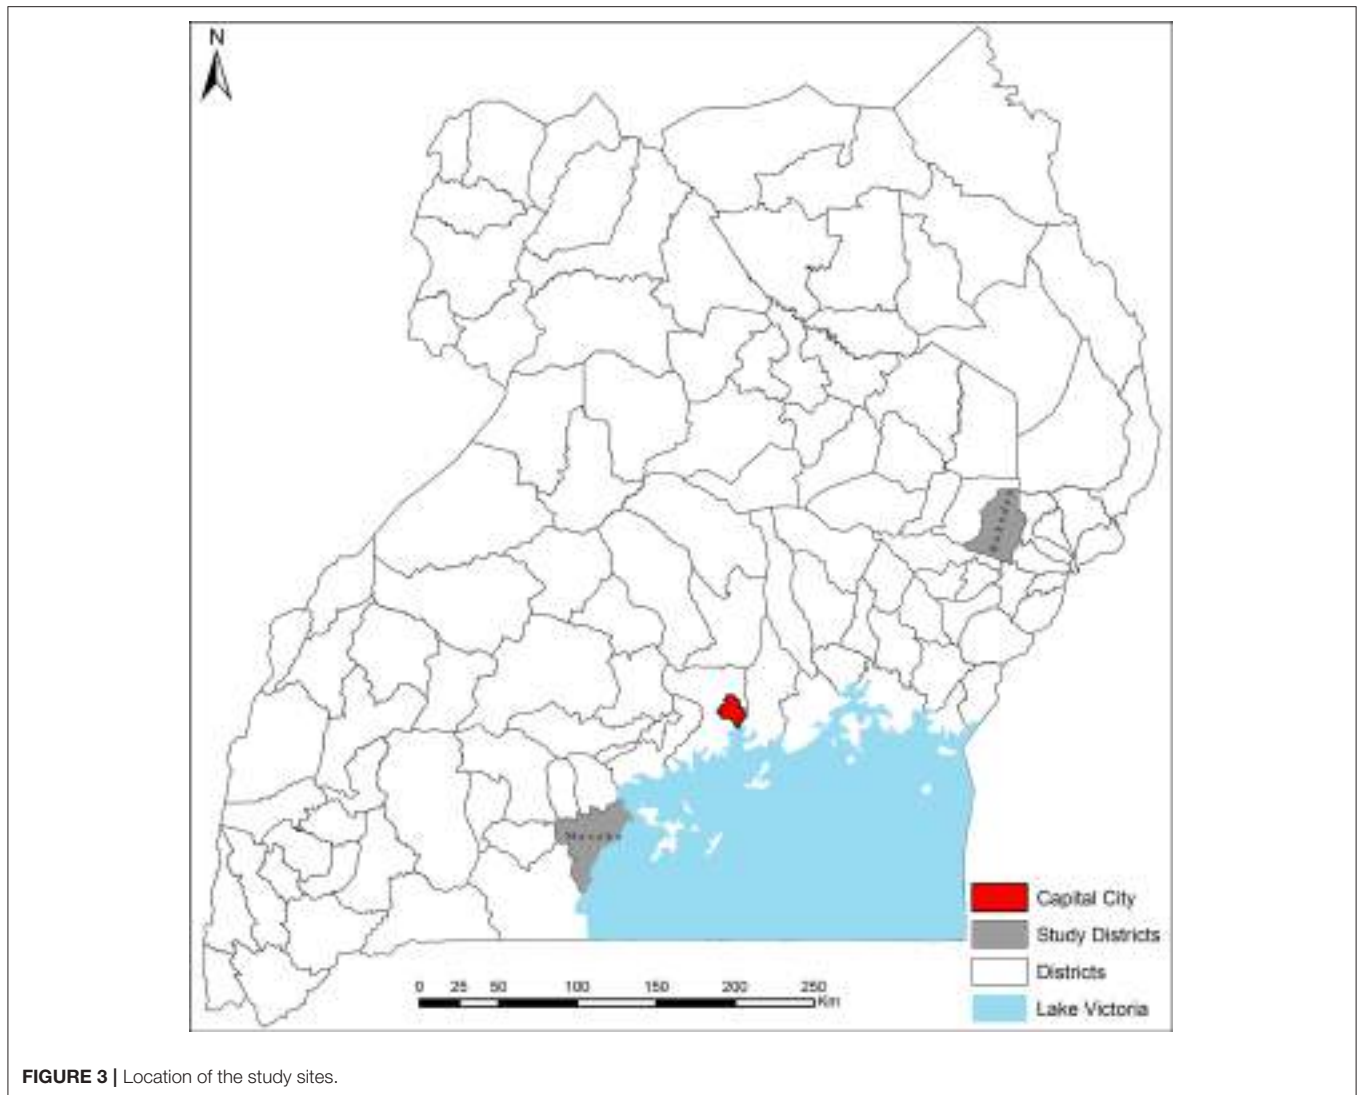 N
Masaka
Capital City
Study Districts
Districts
Lake Victoria
0 25 50 100 150 200 250
Km
FIGURE 3 | Location of the study sites.